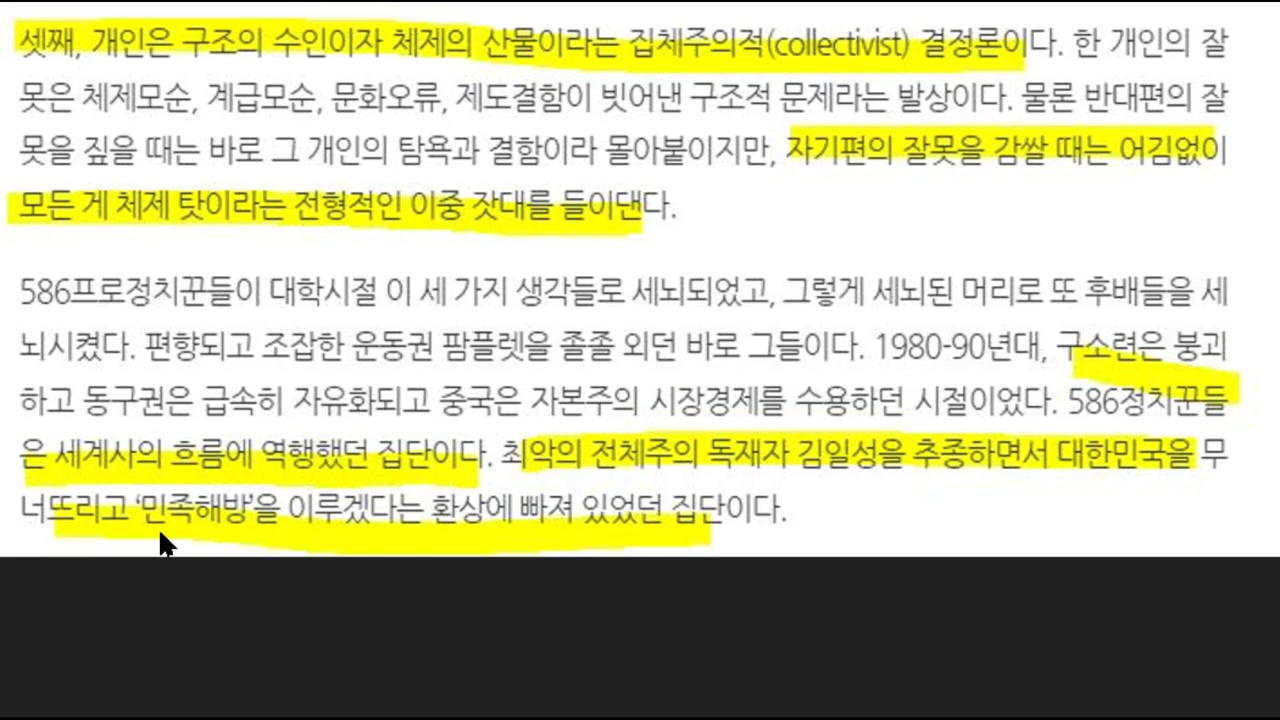 셋째, 개인은 구조의 수인이자 체제의 산물이라는 집체주의적(collectivist) 결정론이다. 한 개인의 잘
못은 체제모순, 계급모순, 문화오류, 제도결함이 빗어낸 구조적 문제라는 발상이다. 물론 반대편의 잘
못을 짚을 때는 바로 그 개인의 탐욕과 결함이라 몰아붙이지만, 자기편의 잘못을 감쌀 때는 어김없이
모든 게 체제 탓이라는 전형적인 이중 잣대를 들이댄다.
586프로정치꾼들이 대학시절 이 세 가지 생각들로 세뇌되었고, 그렇게 세뇌된 머리로 또 후배들을 세
뇌시켰다. 편향되고 조잡한 운동권 팜플렛을 졸졸 외던 바로 그들이다. 1980-90년대, 구소련은 붕괴
하고 동구권은 급속히 자유화되고 중국은 자본주의 시장경제를 수용하던 시절이었다. 586정치꾼들
은 세계사의 흐름에 역행했던 집단이다. 최악의 전체주의 독재자 김일성을 추종하면서 대한민국을 무
너뜨리고 ‘민족해방’을 이루겠다는 환상에 빠져 있었던 집단이다.